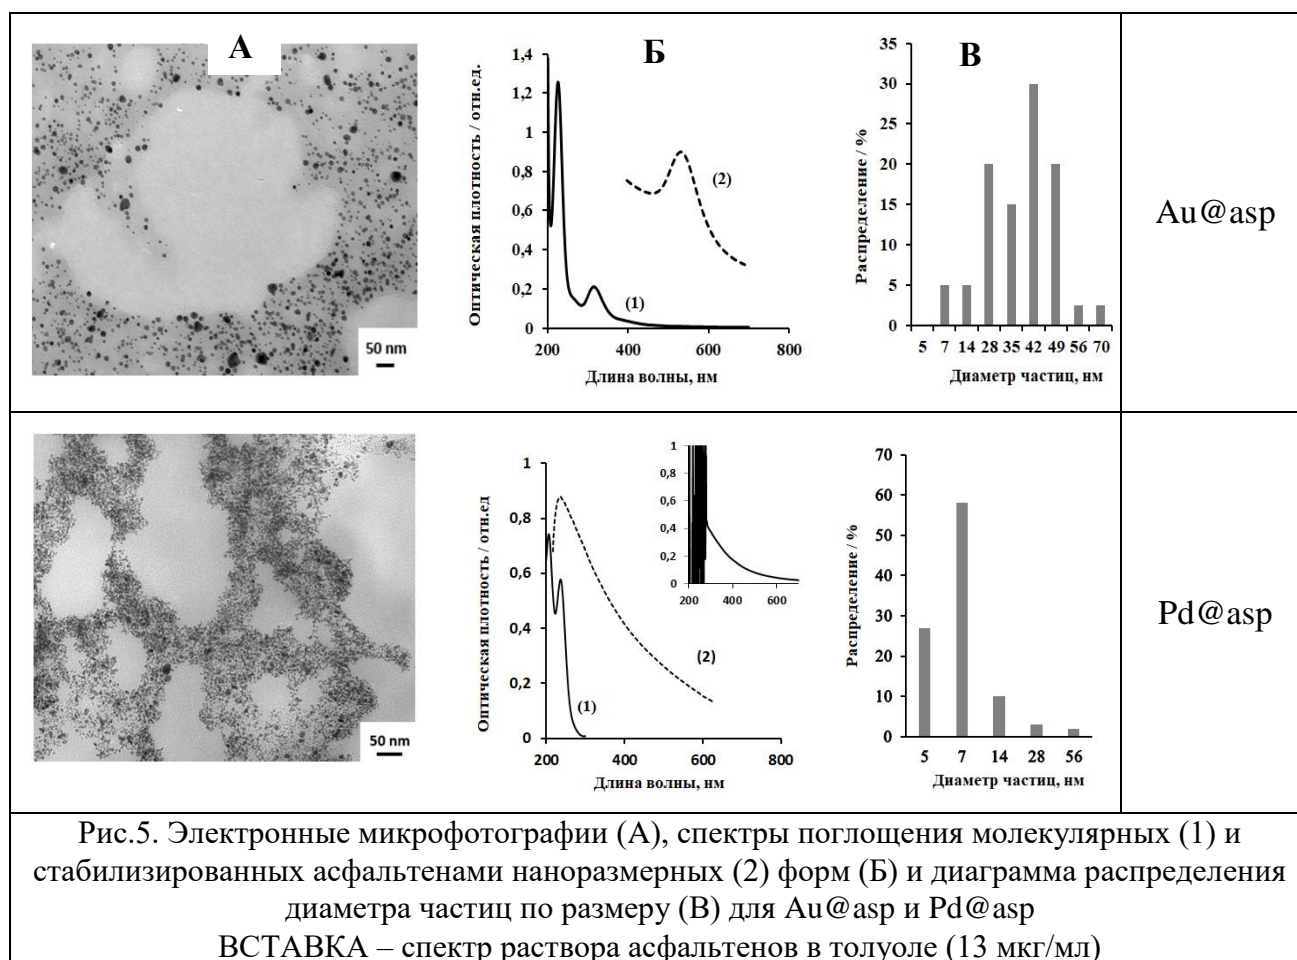 А
50 nm
Б
Оптическая плотность / отн.ед.
1,4
1,2
1
0,8
0,6
0,4
0,2
0
200 400 600 800
Длина волны, нм
(1)
(2)
В
Распределение / %
35
30
25
20
15
10
5
0
5 7 14 28 35 42 49 56 70
Диаметр частиц, нм
Au@asp
50 nm
Оптическая плотность / отн.ед
1
0,8
0,6
0,4
0,2
0
200 400 600 800
Длина волны, нм
(1)
(2)
1
0,8
0,6
0,4
0,2
0
200 400 600
Распределение / %
70
60
50
40
30
20
10
0
5 7 14 28 56
Диаметр частиц, нм
Pd@asp
Рис.5. Электронные микрофотографии (А), спектры поглощения молекулярных (1) и
стабилизированных асфальтенами наноразмерных (2) форм (Б) и диаграмма распределения
диаметра частиц по размеру (В) для Au@asp и Pd@asp
ВСТАВКА – спектр раствора асфальтенов в толуоле (13 мкг/мл)